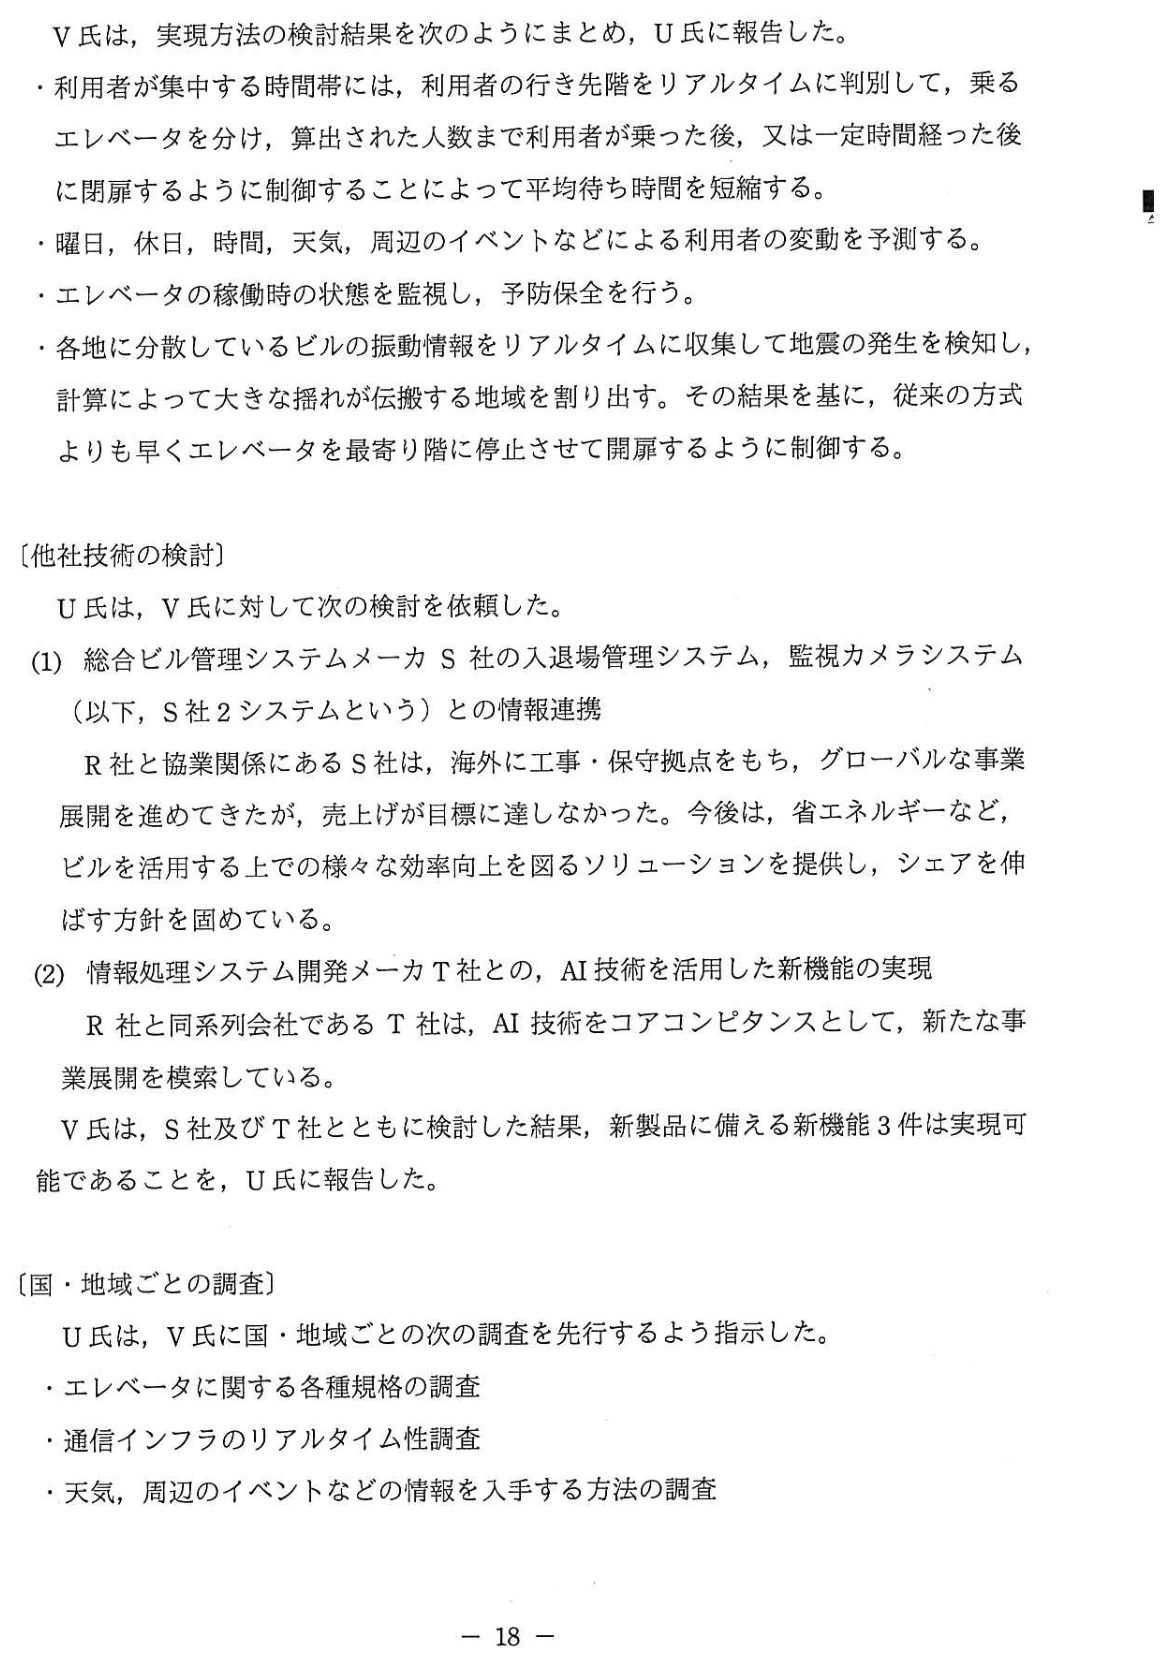 V氏は，実現方法の検討結果を次のようにまとめ，U氏に報告した。
・利用者が集中する時間帯には，利用者の行き先階をリアルタイムに判別して，乗る
エレベータを分け，算出された人数まで利用者が乗った後，又は一定時間経った後
に閉扉するように制御することによって平均待ち時間を短縮する。
・曜日，休日，時間，天気，周辺のイベントなどによる利用者の変動を予測する。
・エレベータの稼働時の状態を監視し，予防保全を行う。
・各地に分散しているビルの振動情報をリアルタイムに収集して地震の発生を検知し，
計算によって大きな揺れが伝搬する地域を割り出す。その結果を基に，従来の方式
よりも早くエレベータを最寄り階に停止させて開扉するように制御する。
〔他社技術の検討〕
U氏は，V氏に対して次の検討を依頼した。
(1) 総合ビル管理システムメーカ S 社の入退場管理システム，監視カメラシステム
（以下，S社2システムという）との情報連携
R社と協業関係にあるS社は，海外に工事・保守拠点をもち，グローバルな事業
展開を進めてきたが，売上げが目標に達しなかった。今後は，省エネルギーなど，
ビルを活用する上での様々な効率向上を図るソリューションを提供し，シェアを伸
ばす方針を固めている。
(2) 情報処理システム開発メーカT社との，AI技術を活用した新機能の実現
R 社と同系列会社である T 社は，AI 技術をコアコンピタンスとして，新たな事
業展開を模索している。
V氏は，S社及びT社とともに検討した結果，新製品に備える新機能3件は実現可
能であることを，U氏に報告した。
〔国・地域ごとの調査〕
U氏は，V氏に国・地域ごとの次の調査を先行するよう指示した。
・エレベータに関する各種規格の調査
・通信インフラのリアルタイム性調査
・天気，周辺のイベントなどの情報を入手する方法の調査
― 18 ―